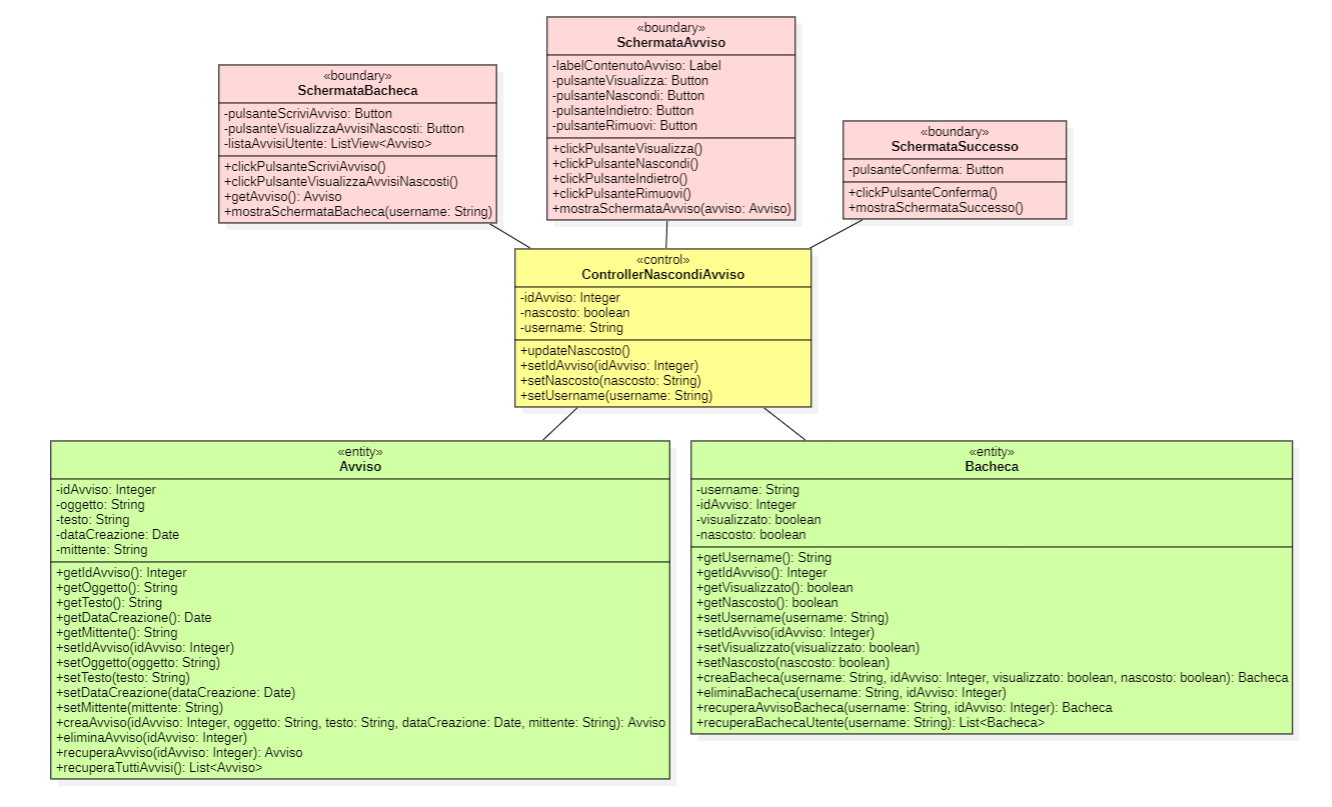 «boundary»
SchermataBacheca
-pulsanteScriviAvviso: Button
-pulsanteVisualizzaAvvisiNascosti: Button
-listaAvvisiUtente: ListView<Avviso>
+clickPulsanteScriviAvviso()
+clickPulsanteVisualizzaAvvisiNascosti()
+getAvviso(): Avviso
+mostraSchermataBacheca(username: String)
«boundary»
SchermataAvviso
-labelContenutoAvviso: Label
-pulsanteVisualizza: Button
-pulsanteNascondi: Button
-pulsanteIndietro: Button
-pulsanteRimuovi: Button
+clickPulsanteVisualizza()
+clickPulsanteNascondi()
+clickPulsanteIndietro()
+clickPulsanteRimuovi()
+mostraSchermataAvviso(avviso: Avviso)
«boundary»
SchermataSuccesso
-pulsanteConferma: Button
+clickPulsanteConferma()
+mostraSchermataSuccesso()
«control»
ControllerNascondiAvviso
-idAvviso: Integer
-nascosto: boolean
-username: String
+updateNascosto()
+setIdAvviso(idAvviso: Integer)
+setNascosto(nascosto: String)
+setUsername(username: String)
«entity»
Avviso
-idAvviso: Integer
-oggetto: String
-testo: String
-dataCreazione: Date
-mittente: String
+getIdAvviso(): Integer
+getOggetto(): String
+getTesto(): String
+getDataCreazione(): Date
+getMittente(): String
+setIdAvviso(idAvviso: Integer)
+setOggetto(oggetto: String)
+setTesto(testo: String)
+setDataCreazione(dataCreazione: Date)
+setMittente(mittente: String)
+creaAvviso(idAvviso: Integer, oggetto: String, testo: String, dataCreazione: Date, mittente: String): Avviso
+eliminaAvviso(idAvviso: Integer)
+recuperaAvviso(idAvviso: Integer): Avviso
+recuperaTuttiAvvisi(): List<Avviso>
«entity»
Bacheca
-username: String
-idAvviso: Integer
-visualizzato: boolean
-nascosto: boolean
+getUsername(): String
+getIdAvviso(): Integer
+getVisualizzato(): boolean
+getNascosto(): boolean
+setUsername(username: String)
+setIdAvviso(idAvviso: Integer)
+setVisualizzato(visualizzato: boolean)
+setNascosto(nascosto: boolean)
+creaBacheca(username: String, idAvviso: Integer, visualizzato: boolean, nascosto: boolean): Bacheca
+eliminaBacheca(username: String, idAvviso: Integer)
+recuperaAvvisoBacheca(username: String, idAvviso: Integer): Bacheca
+recuperaBachecaUtente(username: String): List<Bacheca>